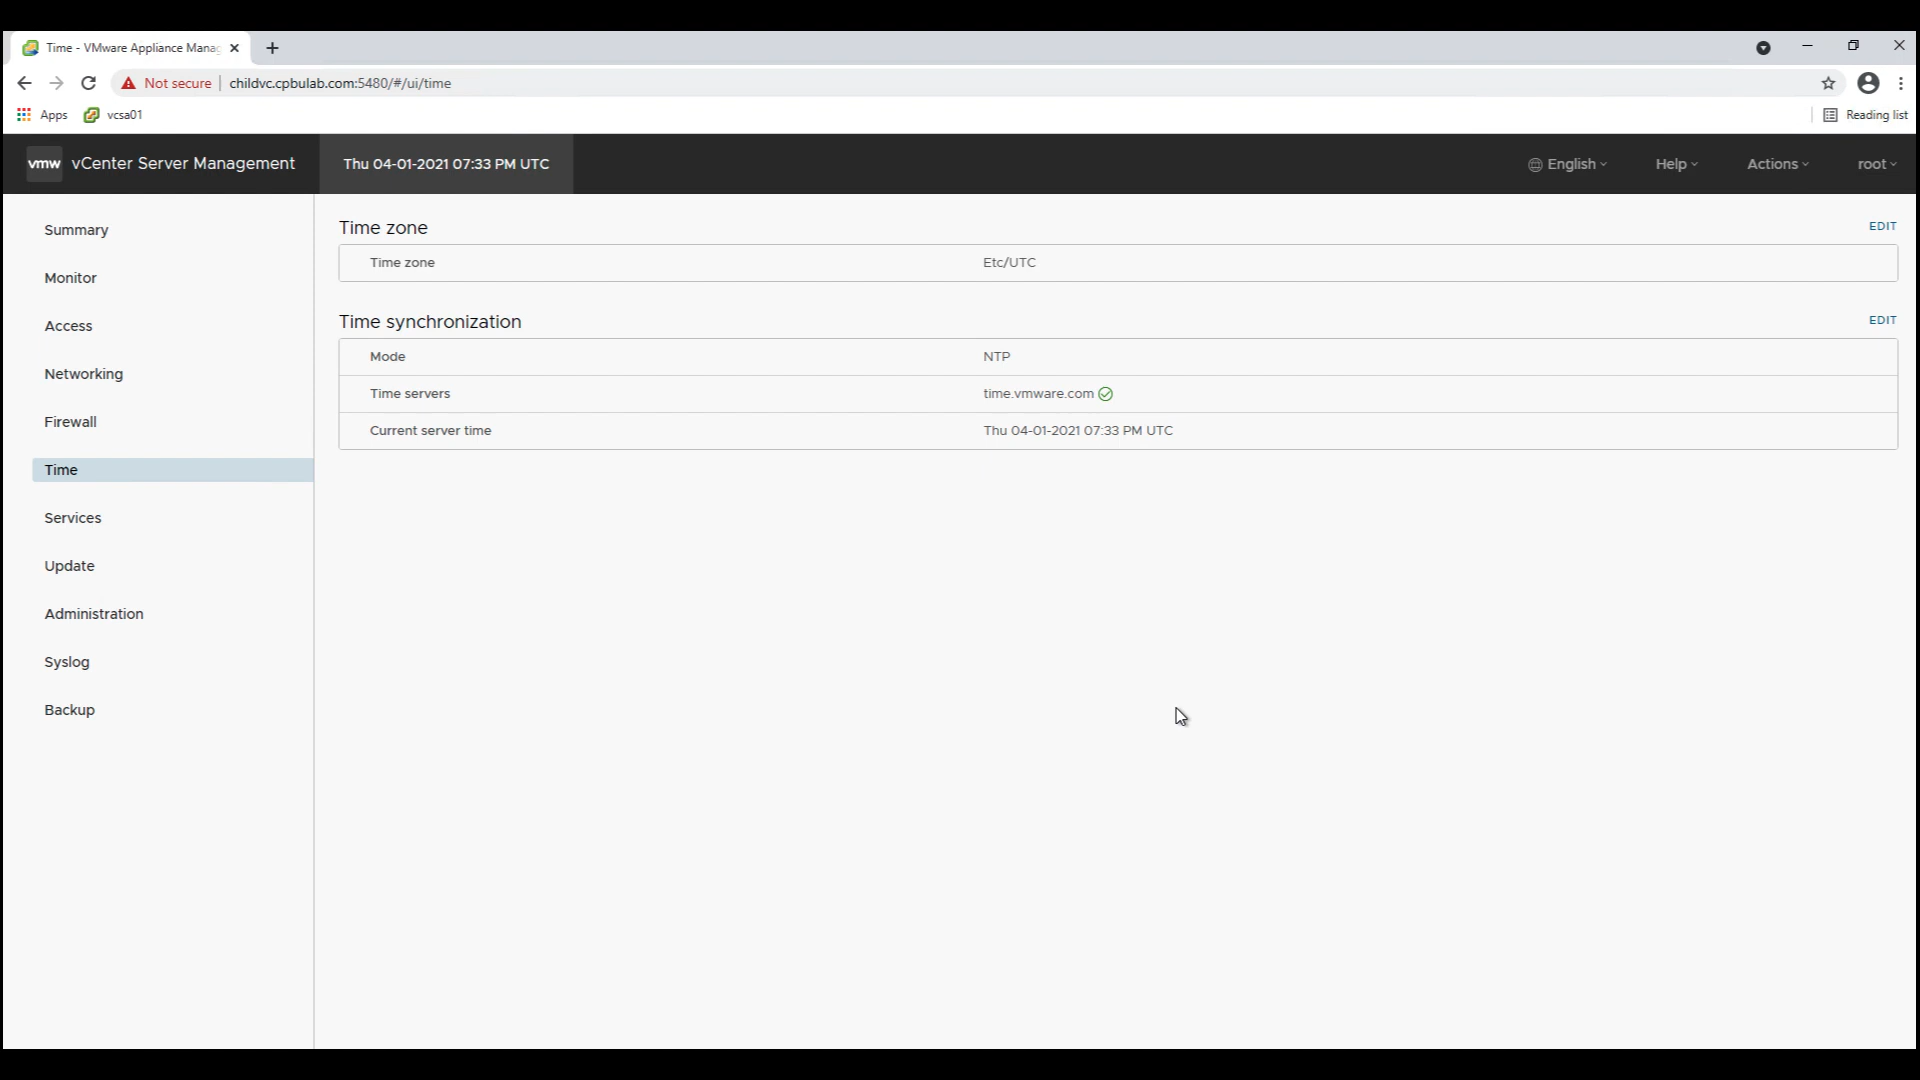 Time - VMware Appliance Manag
Not secure childvc.cpbulab.com:5480/#/ui/time
Apps vcsa01 Reading list
vmw vCenter Server Management Thu 04-01-2021 07:33 PM UTC English Help Actions root
Summary
Monitor
Access
Networking
Firewall
Time
Services
Update
Administration
Syslog
Backup
Time zone EDIT
Time zone Etc/UTC
Time synchronization EDIT
Mode NTP
Time servers time.vmware.com
Current server time Thu 04-01-2021 07:33 PM UTC